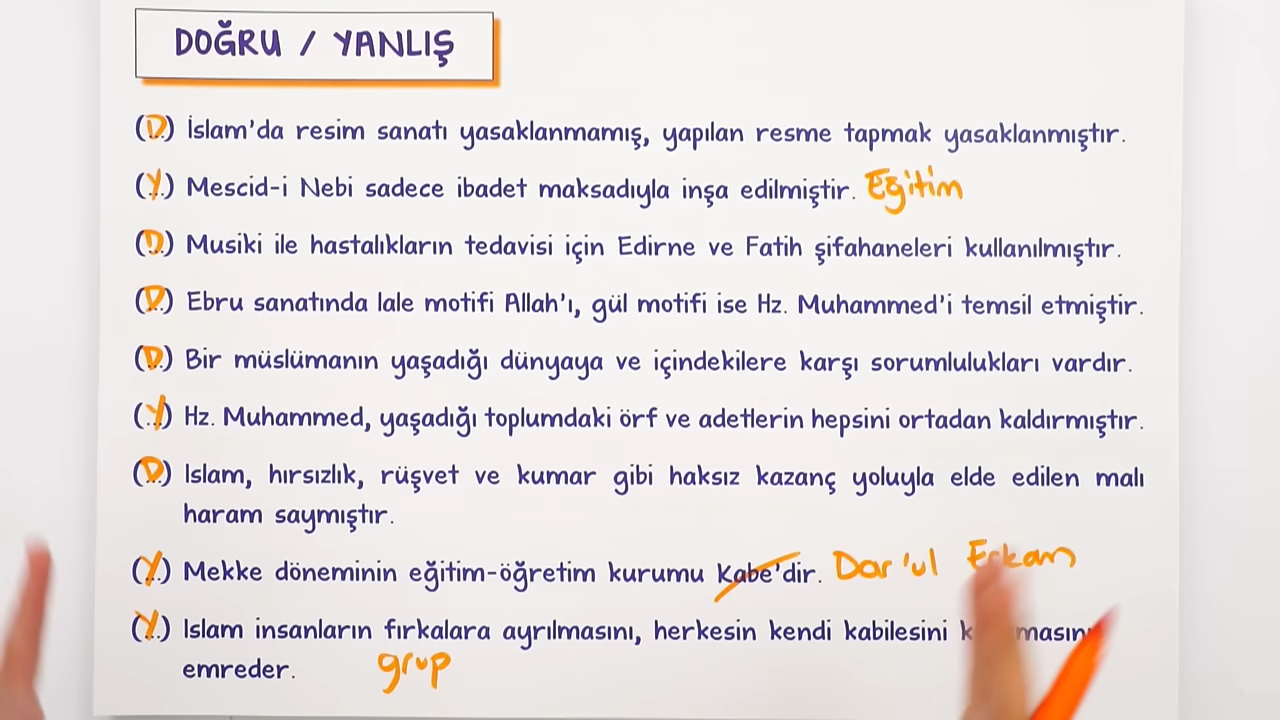 DOĞRU / YANLIŞ
(D) İslam'da resim sanatı yasaklanmamış, yapılan resme tapmak yasaklanmıştır.
(Y) Mescid-i Nebi sadece ibadet maksadıyla inşa edilmiştir. Eğitim
(D) Musiki ile hastalıkların tedavisi için Edirne ve Fatih şifahaneleri kullanılmıştır.
(D) Ebru sanatında lale motifi Allah'ı, gül motifi ise Hz. Muhammed'i temsil etmiştir.
(D) Bir müslümanın yaşadığı dünyaya ve içindekilere karşı sorumlulukları vardır.
(Y) Hz. Muhammed, yaşadığı toplumdaki örf ve adetlerin hepsini ortadan kaldırmıştır.
(D) Islam, hırsızlık, rüşvet ve kumar gibi haksız kazanç yoluyla elde edilen malı
haram saymıştır.
(Y) Mekke döneminin eğitim-öğretim kurumu Kabe'dir. Dar'ul Erkam
(Y) Islam insanların fırkalara ayrılmasını, herkesin kendi kabilesini
emreder. grup